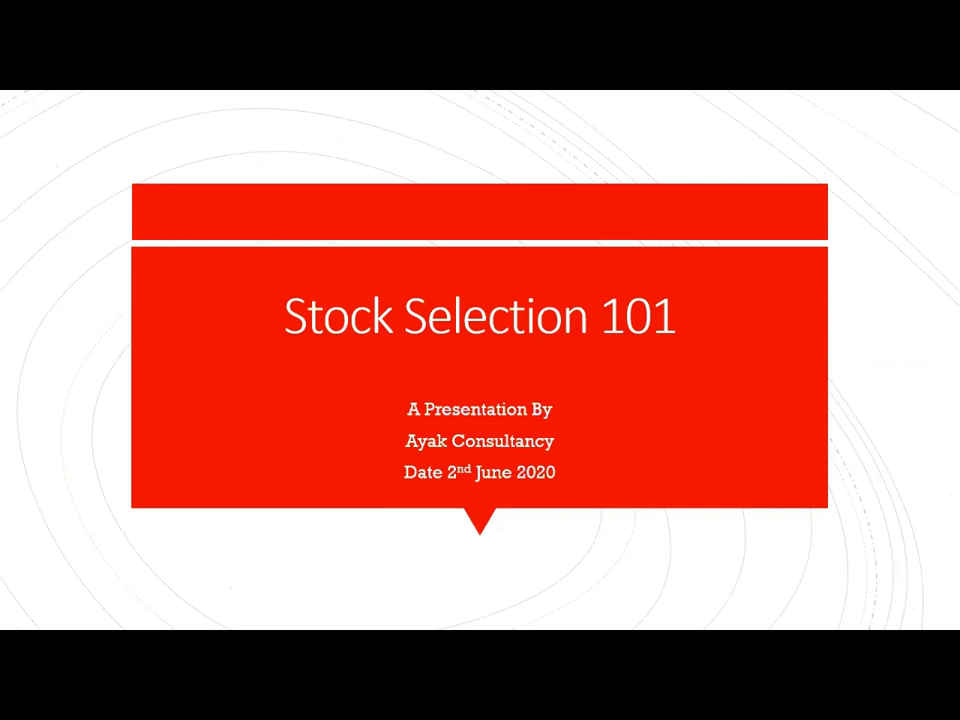 Stock Selection 101
A Presentation By
Ayak Consultancy
Date 2nd June 2020